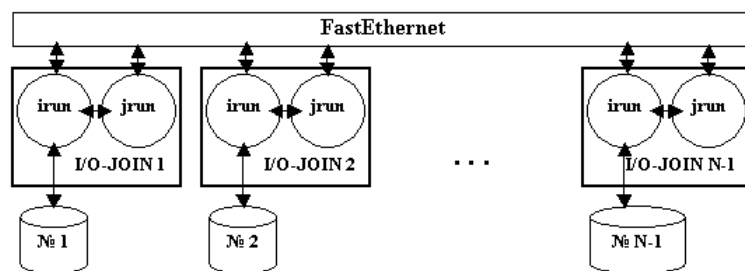 FastEthernet
irun jrun irun jrun irun jrun
I/O-JOIN 1 I/O-JOIN 2 . . . I/O-JOIN N-1
№ 1 № 2 № N-1